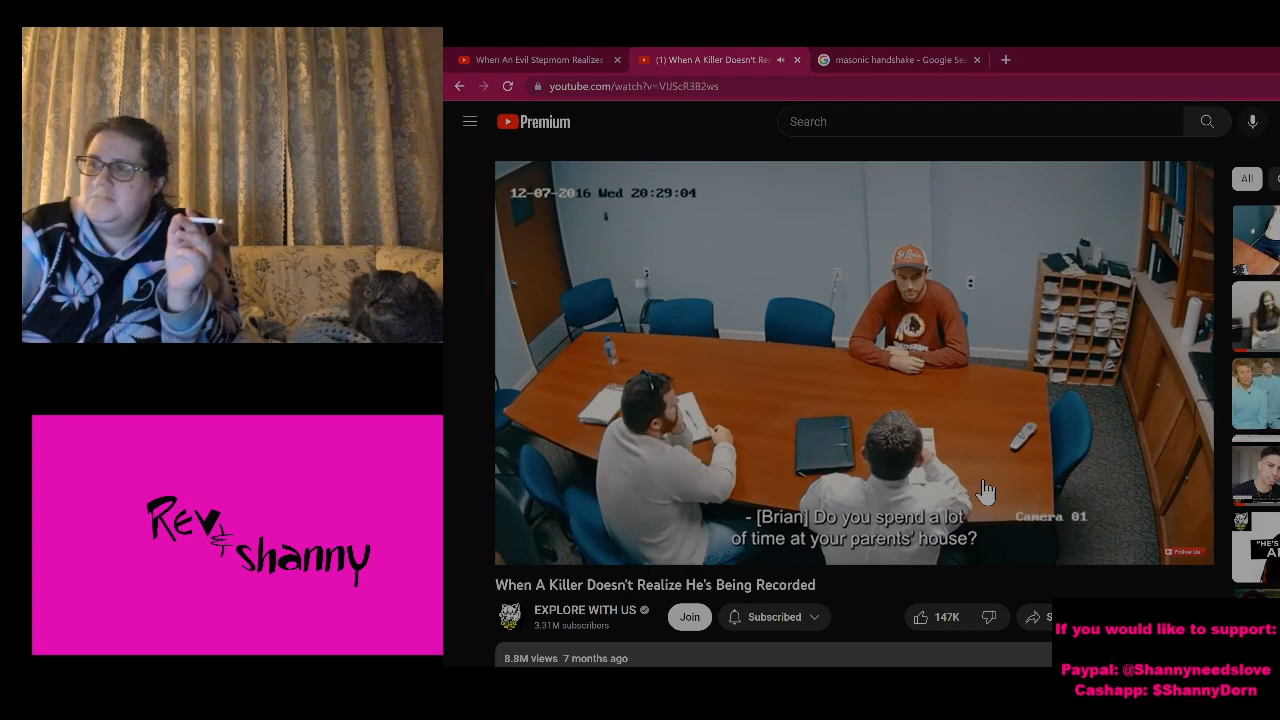 When An Evil Stepmom Realizes
(1) When A Killer Doesn't Re
masonic handshake - Google Se
youtube.com/watch?v=VIJScR3B2ws
Premium
Search
All
12-07-2016 Wed 20:29:04
- [Brian] Do you spend a lot
of time at your parents' house?
Camera 01
Follow Us
When A Killer Doesn't Realize He's Being Recorded
EXPLORE WITH US
3.31M subscribers
Join
Subscribed
147K
S
8.8M views 7 months ago
Rev
&
shanny
If you would like to support:
Paypal: @Shannyneedslove
Cashapp: $ShannyDorn